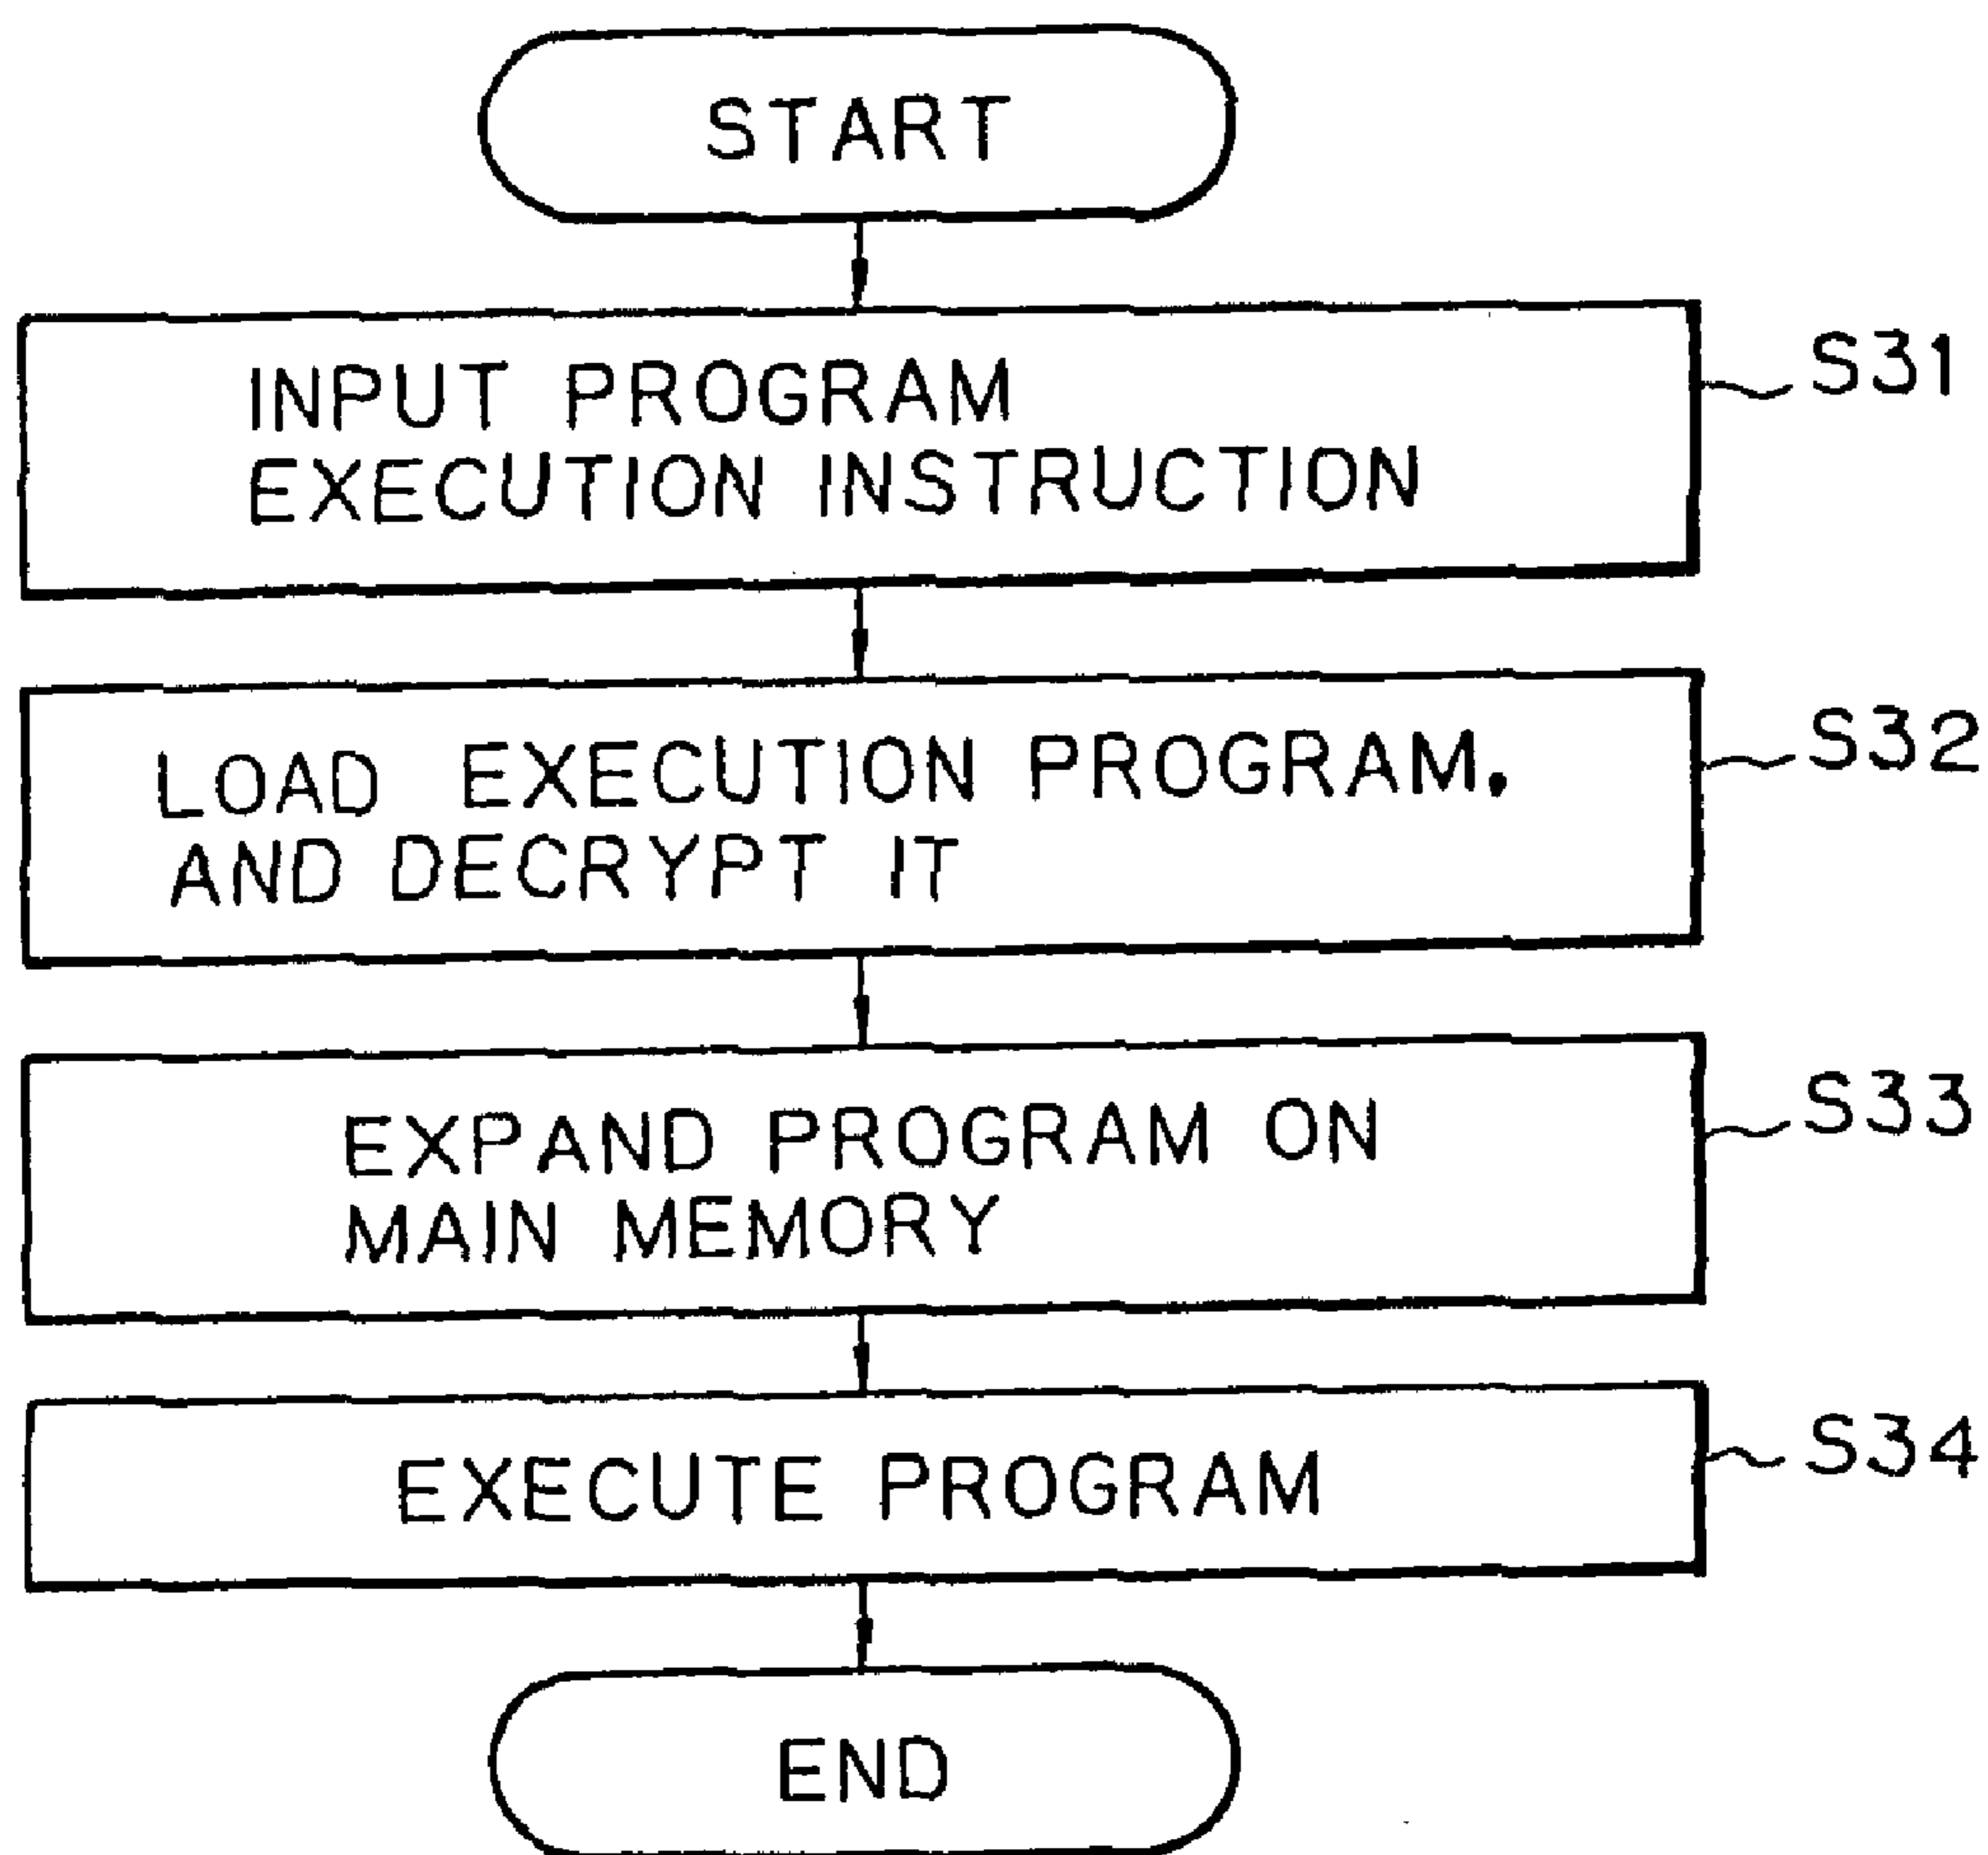 START
INPUT PROGRAM
EXECUTION INSTRUCTION
S31
LOAD EXECUTION PROGRAM,
AND DECRYPT IT
S32
EXPAND PROGRAM ON
MAIN MEMORY
S33
EXECUTE PROGRAM
S34
END